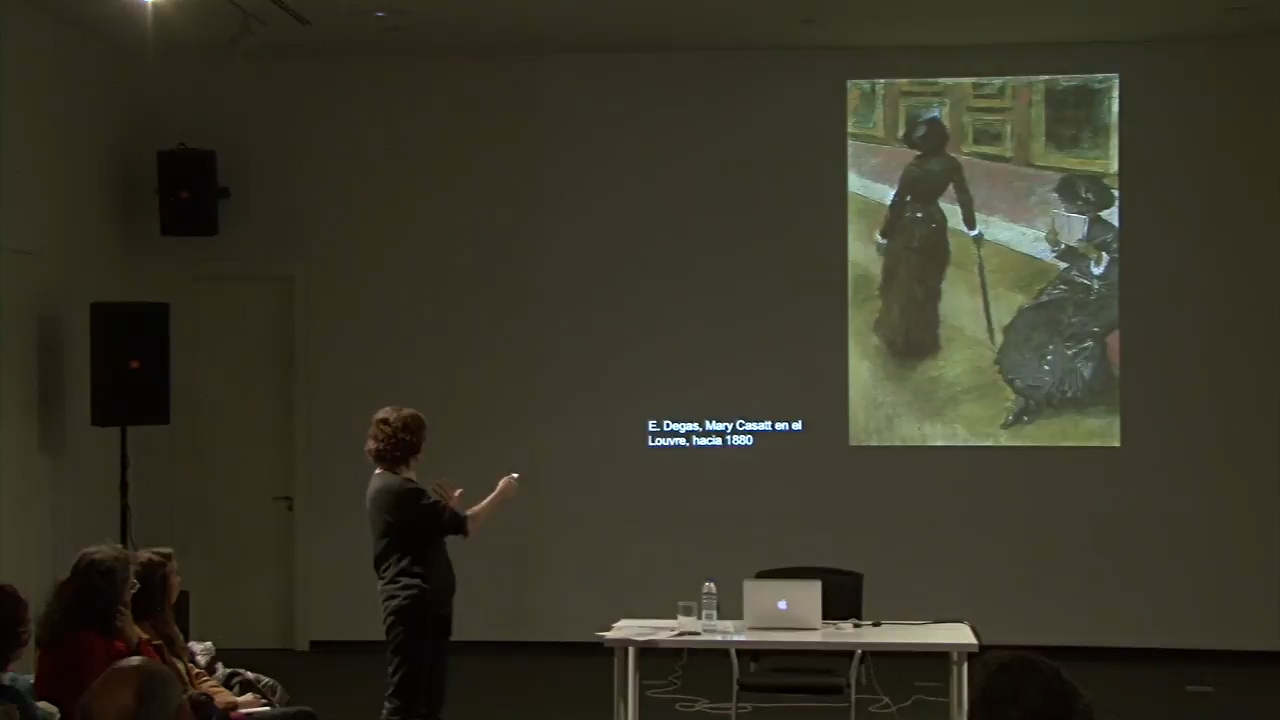 E. Degas, Mary Casatt en el
Louvre, hacia 1880